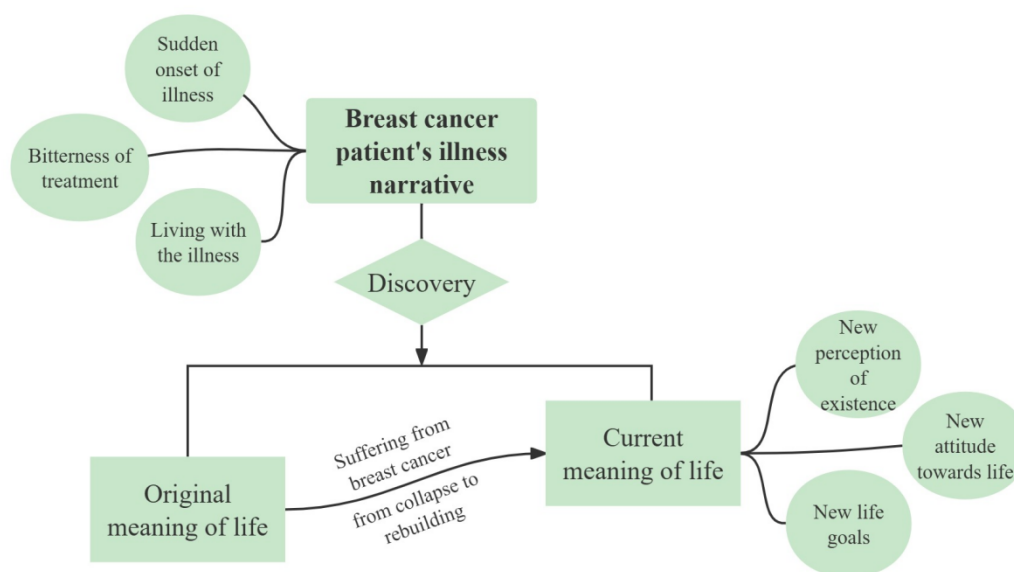 Sudden
onset of
illness
Bitterness of
treatment
Living with
the illness
Breast cancer
patient's illness
narrative
Discovery
Original
meaning of life
Suffering from
breast cancer
from collapse to
rebuilding
Current
meaning of life
New
perception
of
existence
New
attitude
towards life
New life
goals